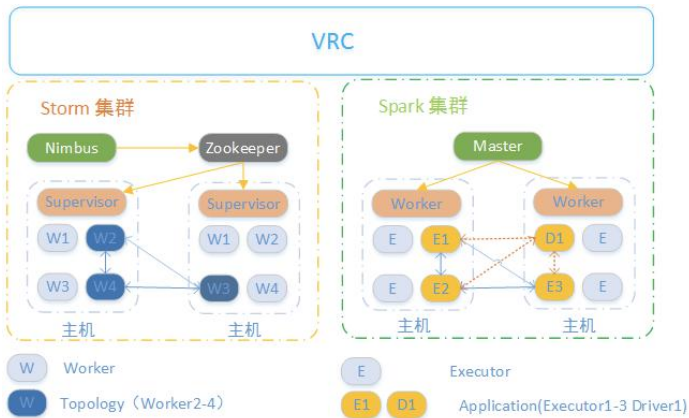 VRC
Storm 集群
Spark 集群
Nimbus
Zookeeper
Master
Supervisor
Supervisor
Worker
Worker
W1 W2 W1 W2 E E1 D1 E
W3 W4 W3 W4 E E2 E3 E
主机 主机 主机 主机
W Worker
E Executor
W Topology（Worker2-4）
E1 D1 Application(Executor1-3 Driver1)